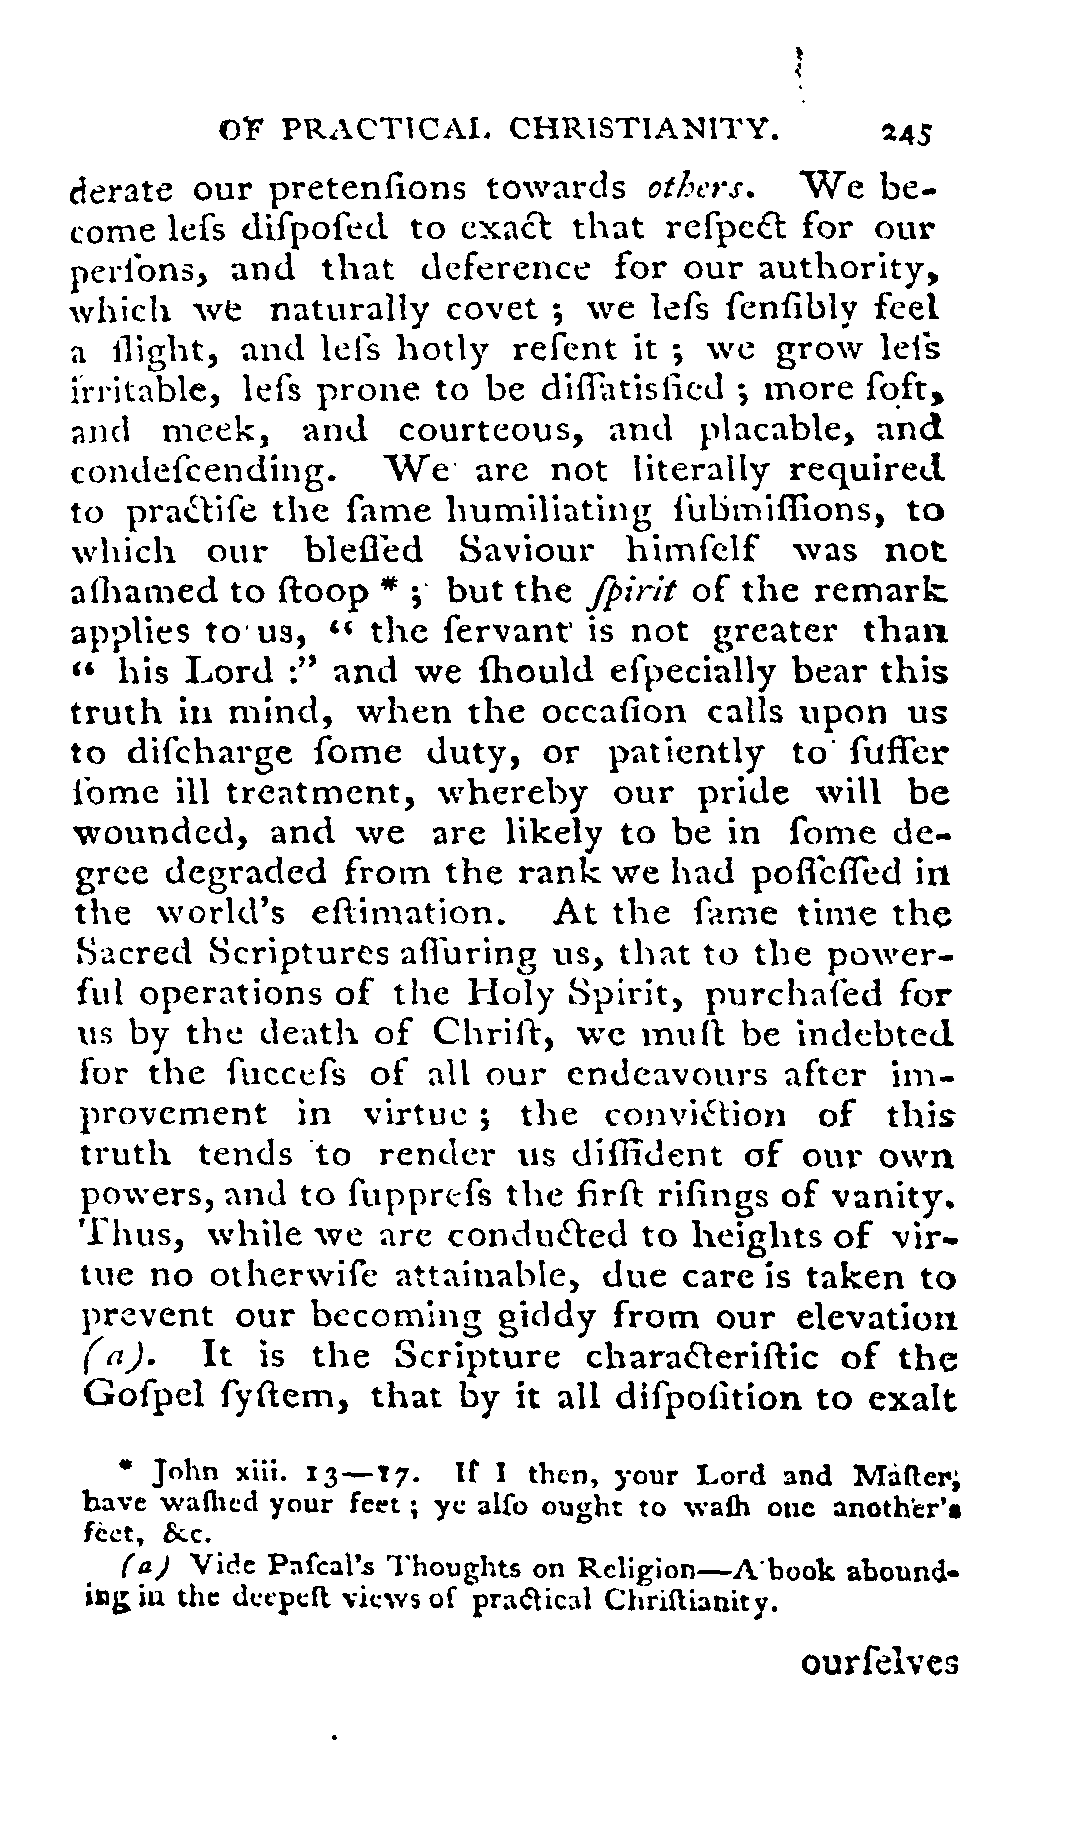 OF PRACTICAL CHRISTIANITY. 245
derate our pretenſions towards others. We be-
come leſs diſpoſed to exact that reſpect for our
perſons, and that deference for our authority,
which we naturally covet ; we leſs ſenſibly feel
a ſlight, and leſs hotly reſent it ; we grow leſs
irritable, leſs prone to be diſſatisfied ; more ſoft,
and meek, and courteous, and placable, and
condeſcending. We are not literally required
to practiſe the ſame humiliating ſubmiſſions, to
which our bleſſed Saviour himſelf was not
aſhamed to ſtoop * ; but the ſpirit of the remark
applies to us, “ the ſervant is not greater than
“ his Lord :” and we ſhould eſpecially bear this
truth in mind, when the occaſion calls upon us
to diſcharge ſome duty, or patiently to ſuffer
ſome ill treatment, whereby our pride will be
wounded, and we are likely to be in ſome de-
gree degraded from the rank we had poſſeſſed in
the world’s eſtimation. At the ſame time the
Sacred Scriptures aſſuring us, that to the power-
ful operations of the Holy Spirit, purchaſed for
us by the death of Chriſt, we muſt be indebted
for the ſucceſs of all our endeavours after im-
provement in virtue ; the conviction of this
truth tends to render us diffident of our own
powers, and to ſuppreſs the firſt riſings of vanity.
Thus, while we are conducted to heights of vir-
tue no otherwiſe attainable, due care is taken to
prevent our becoming giddy from our elevation
(a). It is the Scripture characteriſtic of the
Goſpel ſyſtem, that by it all diſpoſition to exalt
* John xiii. 13—17. If I then, your Lord and Maſter,
have waſhed your feet ; ye alſo ought to waſh one another’s
feet, &c.
(a) Vide Paſcal’s Thoughts on Religion—A book abound-
ing in the deepeſt views of practical Chriſtianity.
ourſelves